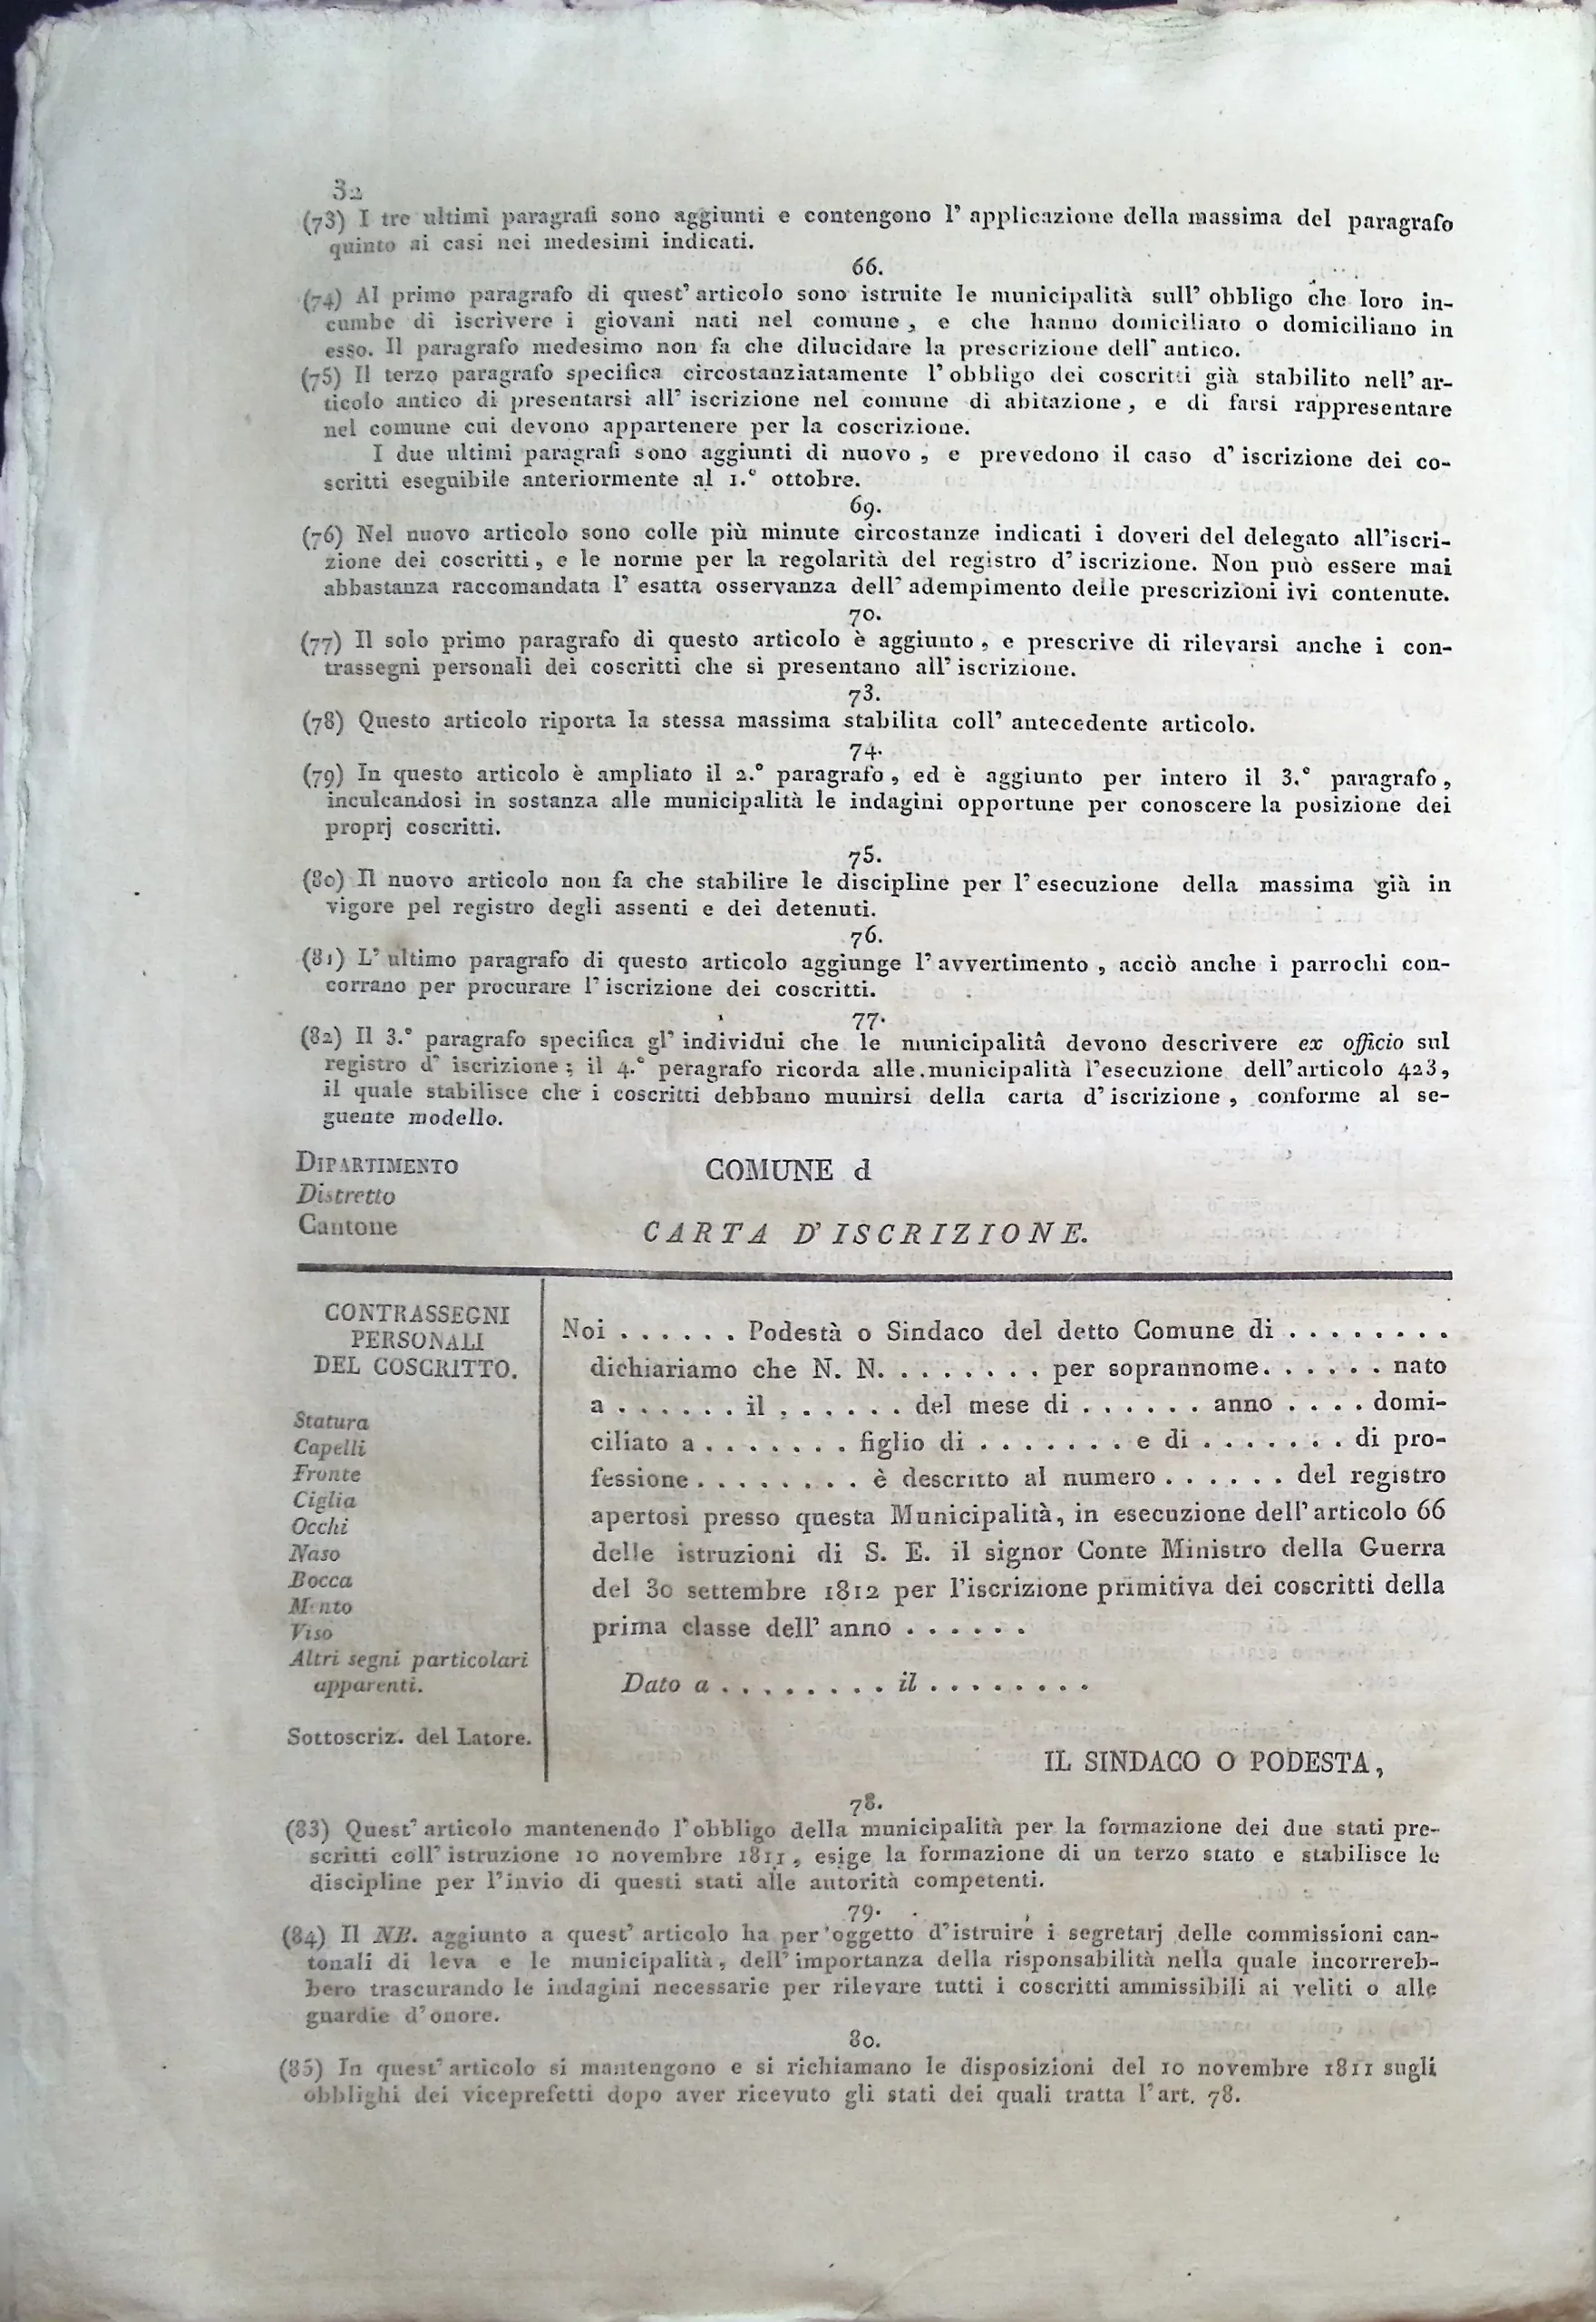 32
(73) I tre ultimi paragrafi sono aggiunti e contengono l' applicazione della massima del paragrafo
quinto ai casi nei medesimi indicati.
66.
(74) Al primo paragrafo di quest' articolo sono istruite le municipalità sull' obbligo che loro in-
cumbe di iscrivere i giovani nati nel comune, e che hanno domiciliato o domiciliano in
esso. Il paragrafo medesimo non fa che dilucidare la prescrizione dell' antico.
(75) Il terzo paragrafo specifica circostanziatamente l' obbligo dei coscritti già stabilito nell' ar-
ticolo antico di presentarsi all' iscrizione nel comune di abitazione, e di farsi rappresentare
nel comune cui devono appartenere per la coscrizione.
I due ultimi paragrafi sono aggiunti di nuovo, e prevedono il caso d' iscrizione dei co-
scritti eseguibile anteriormente al 1.° ottobre.
69.
(76) Nel nuovo articolo sono colle più minute circostanze indicati i doveri del delegato all'iscri-
zione dei coscritti, e le norme per la regolarità del registro d' iscrizione. Non può essere mai
abbastanza raccomandata l' esatta osservanza dell' adempimento delle prescrizioni ivi contenute.
70.
(77) Il solo primo paragrafo di questo articolo è aggiunto, e prescrive di rilevarsi anche i con-
trassegni personali dei coscritti che si presentano all' iscrizione.
73.
(78) Questo articolo riporta la stessa massima stabilita coll' antecedente articolo.
74.
(79) In questo articolo è ampliato il 2.° paragrafo, ed è aggiunto per intero il 3.° paragrafo,
inculcandosi in sostanza alle municipalità le indagini opportune per conoscere la posizione dei
proprj coscritti.
75.
(80) Il nuovo articolo non fa che stabilire le discipline per l' esecuzione della massima già in
vigore pel registro degli assenti e dei detenuti.
76.
(81) L' ultimo paragrafo di questo articolo aggiunge l' avvertimento, acciò anche i parrochi con-
corrano per procurare l' iscrizione dei coscritti.
77.
(82) Il 3.° paragrafo specifica gl' individui che le municipalità devono descrivere ex officio sul
registro d' iscrizione; il 4.° peragrafo ricorda alle municipalità l'esecuzione dell' articolo 423,
il quale stabilisce che i coscritti debbano munirsi della carta d' iscrizione, conforme al se-
guente modello.
DIPARTIMENTO
COMUNE d
Distretto
Cantone
CARTA D' ISCRIZIONE.
CONTRASSEGNI
PERSONALI
DEL COSCRITTO.
Statura
Capelli
Fronte
Ciglia
Occhi
Naso
Bocca
Mento
Viso
Altri segni particolari
apparenti.
Sottoscriz. del Latore.
Noi . . . . . . Podestà o Sindaco del detto Comune di . . . . . . . .
dichiariamo che N. N. . . . . . . . per soprannome. . . . . . nato
a . . . . . . il . . . . . . del mese di . . . . . . anno . . . . domi-
ciliato a . . . . . . . figlio di . . . . . . . e di . . . . . . . di pro-
fessione . . . . . . . . è descritto al numero . . . . . . del registro
apertosi presso questa Municipalità, in esecuzione dell' articolo 66
delle istruzioni di S. E. il signor Conte Ministro della Guerra
del 30 settembre 1812 per l'iscrizione primitiva dei coscritti della
prima classe dell' anno . . . . . .
Dato a . . . . . . . . . il . . . . . . . . .
IL SINDACO O PODESTA,
78.
(83) Quest' articolo mantenendo l' obbligo della municipalità per la formazione dei due stati pre-
scritti coll' istruzione 10 novembre 1811, esige la formazione di un terzo stato e stabilisce le
discipline per l'invio di questi stati alle autorità competenti.
79.
(84) Il NB. aggiunto a quest' articolo ha per oggetto d'istruire i segretarj delle commissioni can-
tonali di leva e le municipalità, dell' importanza della risponsabilità nella quale incorrereb-
bero trascurando le indagini necessarie per rilevare tutti i coscritti ammissibili ai veliti o alle
guardie d' onore.
80.
(85) In quest' articolo si mantengono e si richiamano le disposizioni del 10 novembre 1811 sugli
obblighi dei viceprefetti dopo aver ricevuto gli stati dei quali tratta l'art. 78.